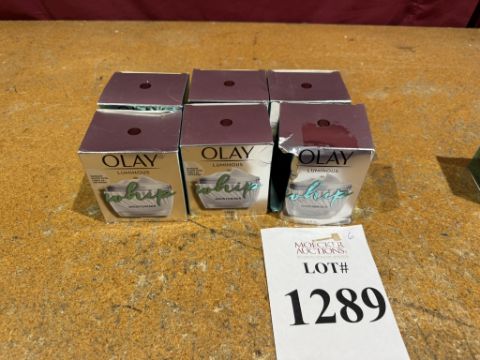 OLAY
LUMINOUS
whip
OLAY
LUMINOUS
whip
OLAY
LUMINOUS
whip
6
MOECKER
AUCTIONS
LOT#
1289